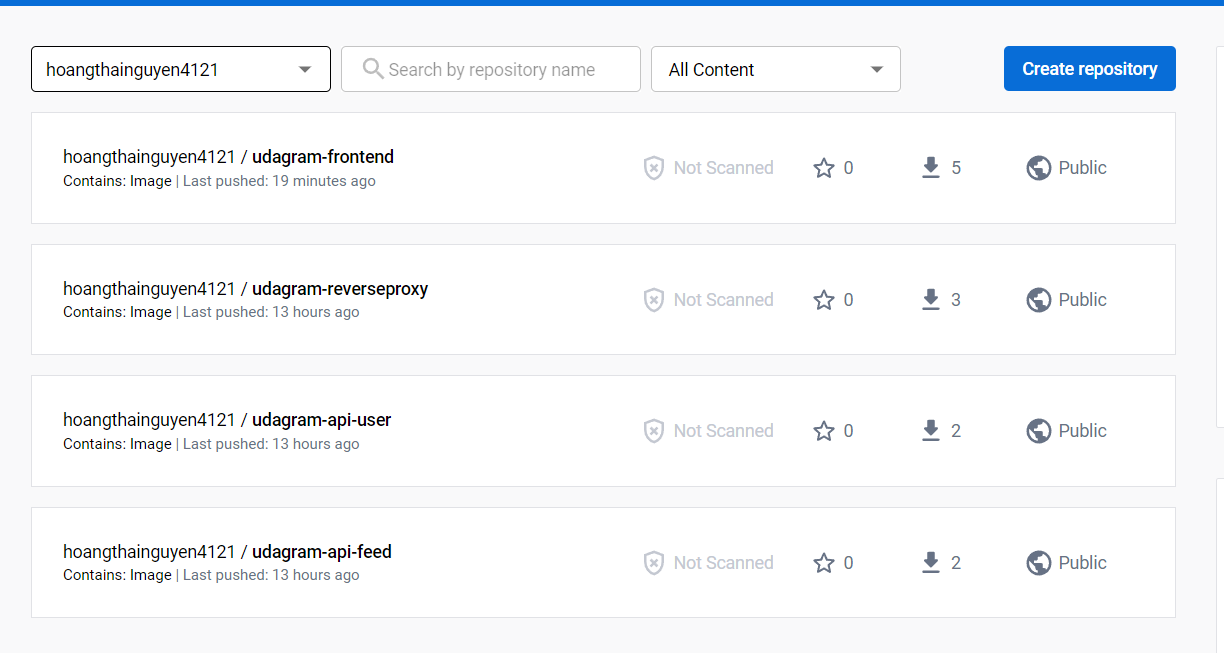 hoangthainguyen4121
Search by repository name
All Content
Create repository
hoangthainguyen4121 / udagram-frontend
Contains: Image | Last pushed: 19 minutes ago
Not Scanned
0
5
Public
hoangthainguyen4121 / udagram-reverseproxy
Contains: Image | Last pushed: 13 hours ago
Not Scanned
0
3
Public
hoangthainguyen4121 / udagram-api-user
Contains: Image | Last pushed: 13 hours ago
Not Scanned
0
2
Public
hoangthainguyen4121 / udagram-api-feed
Contains: Image | Last pushed: 13 hours ago
Not Scanned
0
2
Public